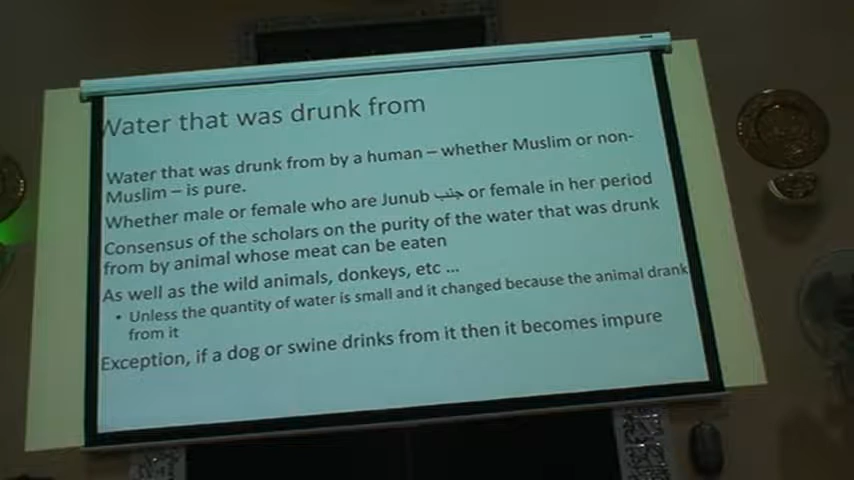 Water that was drunk from
Water that was drunk from by a human – whether Muslim or non-
Muslim – is pure.
Whether male or female who are Junub جنب or female in her period
Consensus of the scholars on the purity of the water that was drunk
from by animal whose meat can be eaten
As well as the wild animals, donkeys, etc ...
• Unless the quantity of water is small and it changed because the animal drank
from it
Exception, if a dog or swine drinks from it then it becomes impure